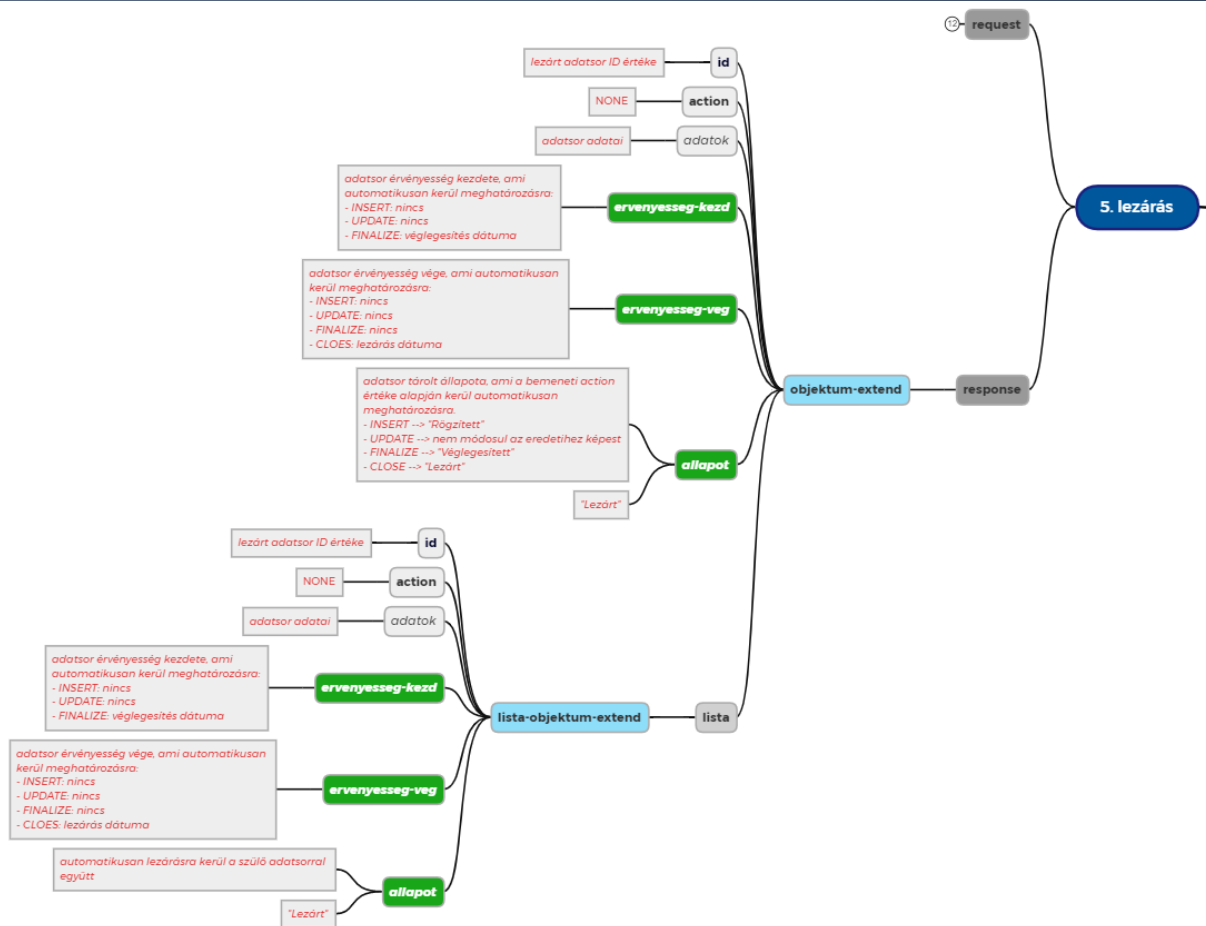 12
request
5. lezárás
response
objektum-extend
id
lezárt adatsor ID értéke
action
NONE
adatok
adatsor adatai
ervenyesseg-kezd
adatsor érvényesség kezdete, ami
automatikusan kerül meghatározásra:
- INSERT: nincs
- UPDATE: nincs
- FINALIZE: véglegesítés dátuma
ervenyesseg-veg
adatsor érvényesség vége, ami automatikusan
kerül meghatározásra:
- INSERT: nincs
- UPDATE: nincs
- FINALIZE: nincs
- CLOES: lezárás dátuma
allapot
adatsor tárolt állapota, ami a bemeneti action
értéke alapján kerül automatikusan
meghatározásra.
- INSERT --> "Rögzített"
- UPDATE --> nem módosul az eredetihez képest
- FINALIZE --> "Véglegesített"
- CLOSE --> "Lezárt"
"Lezárt"
lista
lista-objektum-extend
id
lezárt adatsor ID értéke
action
NONE
adatok
adatsor adatai
ervenyesseg-kezd
adatsor érvényesség kezdete, ami
automatikusan kerül meghatározásra:
- INSERT: nincs
- UPDATE: nincs
- FINALIZE: véglegesítés dátuma
ervenyesseg-veg
adatsor érvényesség vége, ami automatikusan
kerül meghatározásra:
- INSERT: nincs
- UPDATE: nincs
- FINALIZE: nincs
- CLOES: lezárás dátuma
allapot
automatikusan lezárásra kerül a szülő adatsorral
együtt
"Lezárt"